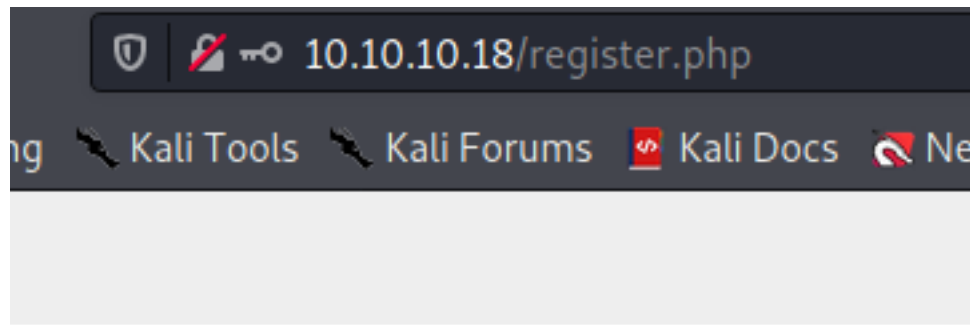 10.10.10.18/register.php
ng Kali Tools Kali Forums Kali Docs Ne